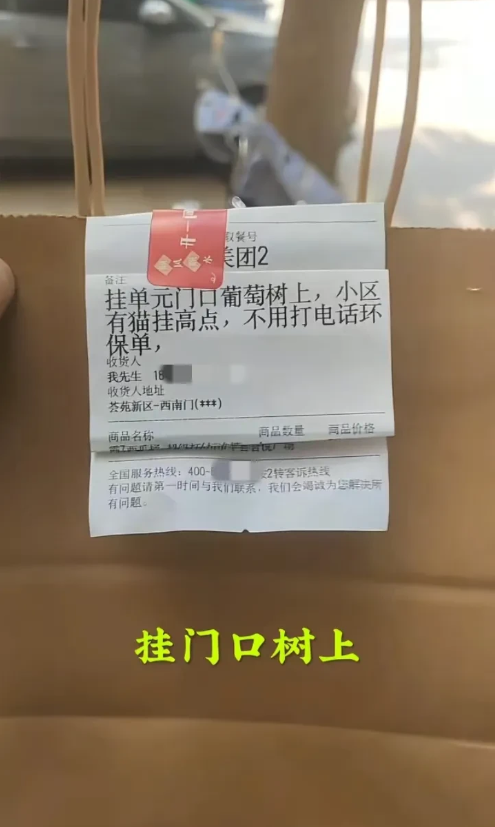 开一
取餐号
美团2
备注
挂单元门口葡萄树上，小区
有猫挂高点，不用打电话环
保单，
收货人
我先生 18
收货人地址
荟苑新区-西南门(***)
商品名称 商品数量 商品价格
全国服务热线：400- 2转客诉热线
有问题请第一时间与我们联系，我们会竭诚为您解决所
有问题。
挂门口树上